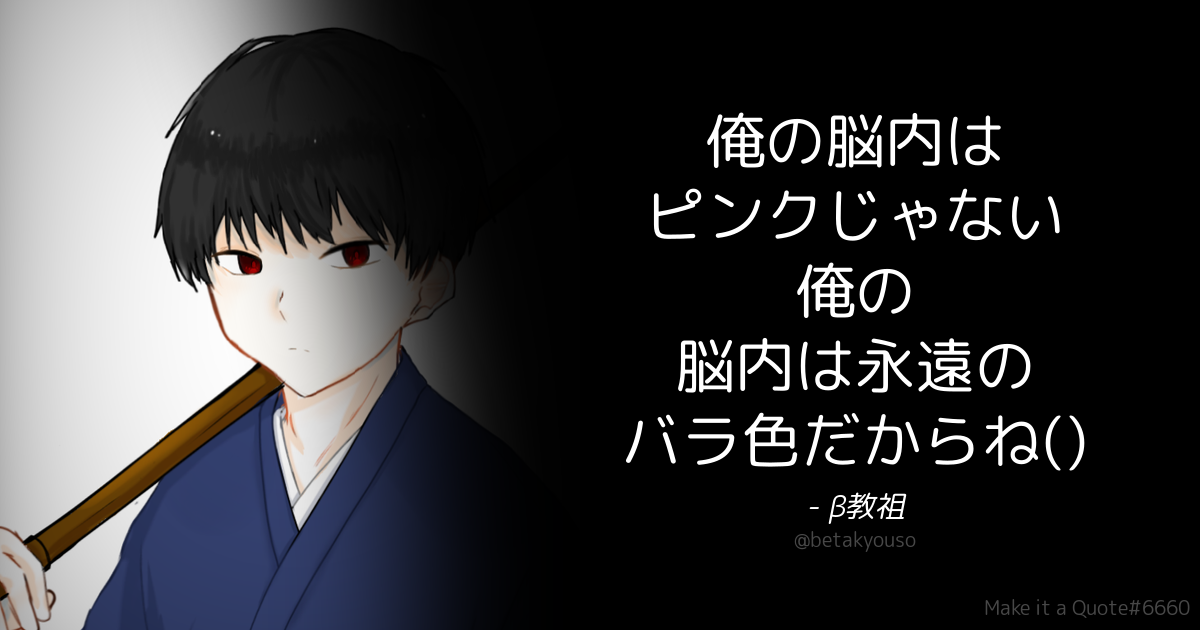 俺の脳内は
ピンクじゃない
俺の
脳内は永遠の
バラ色だからね()
- β教祖
@betakyouso
Make it a Quote#6660